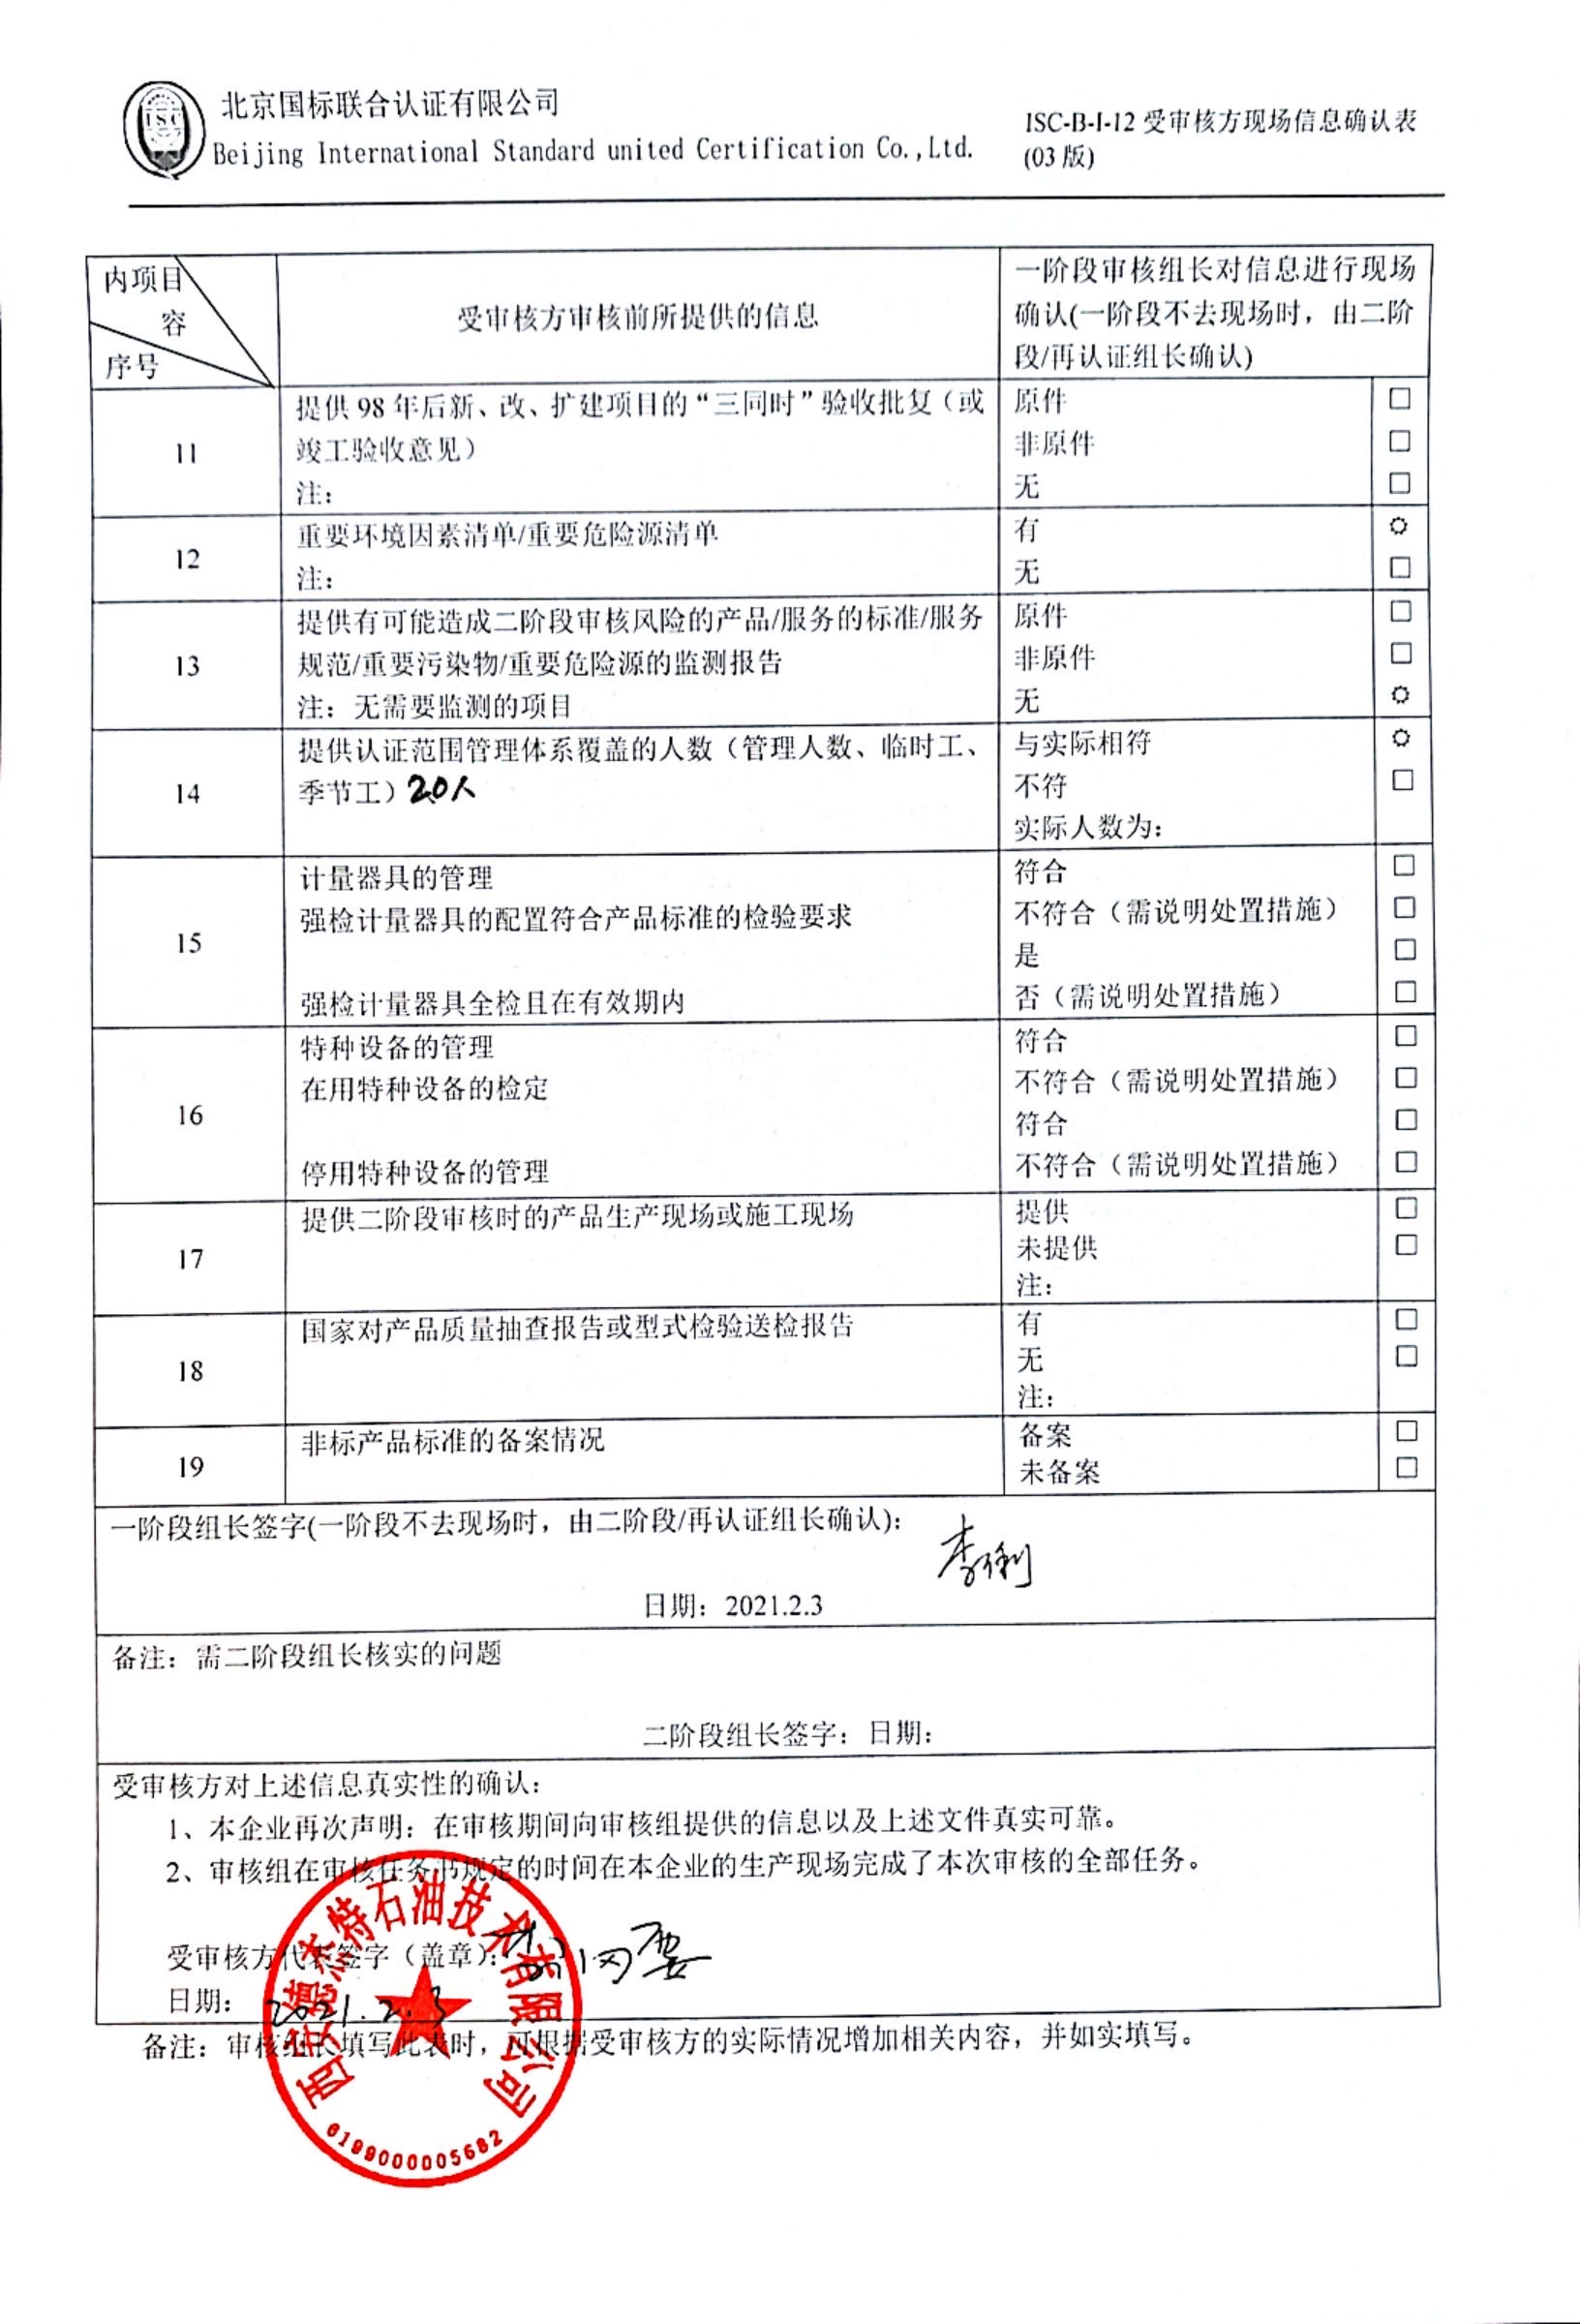 北京国标联合认证有限公司
Beijing International Standard united Certification Co.,Ltd.
ISC-B-I-12 受审核方现场信息确认表
(03 版)
ISC
内项目
容
序号
受审核方审核前所提供的信息
一阶段审核组长对信息进行现场
确认(一阶段不去现场时，由二阶
段/再认证组长确认)
11
提供 98 年后新、改、扩建项目的“三同时”验收批复（或
竣工验收意见）
注：
原件 □
非原件 □
无 □
12
重要环境因素清单/重要危险源清单
注：
有
无 □
13
提供有可能造成二阶段审核风险的产品/服务的标准/服务
规范/重要污染物/重要危险源的监测报告
注：无需要监测的项目
原件 □
非原件 □
无
14
提供认证范围管理体系覆盖的人数（管理人数、临时工、
季节工）20人
与实际相符
不符 □
实际人数为：
15
计量器具的管理
强检计量器具的配置符合产品标准的检验要求
强检计量器具全检且在有效期内
符合 □
不符合（需说明处置措施） □
是 □
否（需说明处置措施） □
16
特种设备的管理
在用特种设备的检定
停用特种设备的管理
符合 □
不符合（需说明处置措施） □
符合 □
不符合（需说明处置措施） □
17
提供二阶段审核时的产品生产现场或施工现场
提供 □
未提供 □
注：
18
国家对产品质量抽查报告或型式检验送检报告
有 □
无 □
注：
19
非标产品标准的备案情况
备案 □
未备案 □
一阶段组长签字(一阶段不去现场时，由二阶段/再认证组长确认)：
李俐
日期：2021.2.3
备注：需二阶段组长核实的问题
二阶段组长签字：日期：
受审核方对上述信息真实性的确认：
1、本企业再次声明：在审核期间向审核组提供的信息以及上述文件真实可靠。
2、审核组在审核任务书规定的时间在本企业的生产现场完成了本次审核的全部任务。
受审核方代表签字（盖章）：
日期：2021.2.3
备注：审核组长填写此表时，可根据受审核方的实际情况增加相关内容，并如实填写。
西安德杰特石油技术有限公司
6199000005682